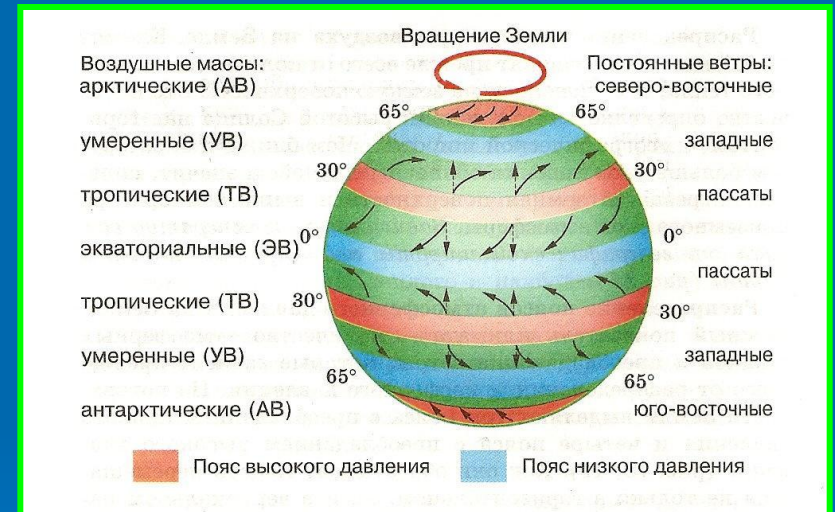 Вращение Земли
Воздушные массы:
арктические (АВ)
Постоянные ветры:
северо-восточные
65°
65°
умеренные (УВ)
западные
30°
30°
тропические (ТВ)
пассаты
0°
0°
экваториальные (ЭВ)
пассаты
тропические (ТВ)
30°
30°
умеренные (УВ)
западные
65°
65°
антарктические (АВ)
юго-восточные
Пояс высокого давления
Пояс низкого давления